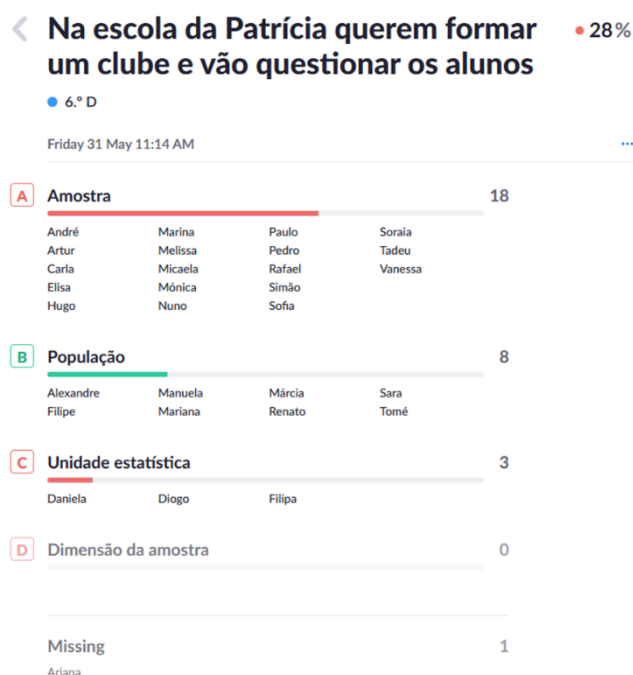 Na escola da Patrícia querem formar
um clube e vão questionar os alunos
28%
6.º D
Friday 31 May 11:14 AM
A Amostra 18
André Marina Paulo Soraia
Artur Melissa Pedro Tadeu
Carla Micaela Rafael Vanessa
Elisa Mónica Simão
Hugo Nuno Sofia
B População 8
Alexandre Manuela Márcia Sara
Filipe Mariana Renato Tomé
C Unidade estatística 3
Daniela Diogo Filipa
D Dimensão da amostra 0
Missing 1
Ariana